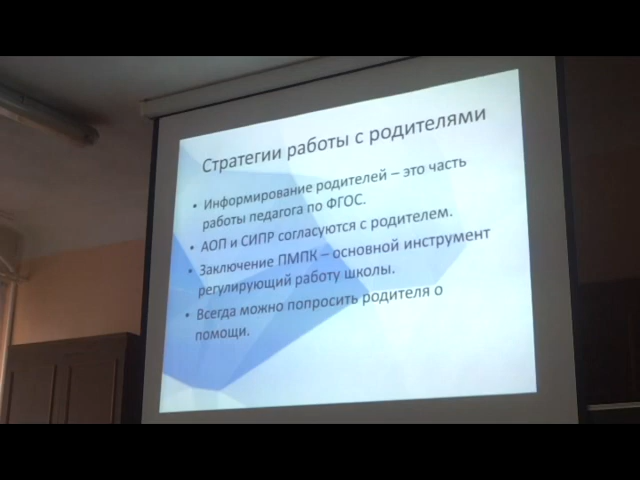 Стратегии работы с родителями
• Информирование родителей – это часть
работы педагога по ФГОС.
• АОП и СИПР согласуются с родителем.
• Заключение ПМПК – основной инструмент
регулирующий работу школы.
• Всегда можно попросить родителя о
помощи.